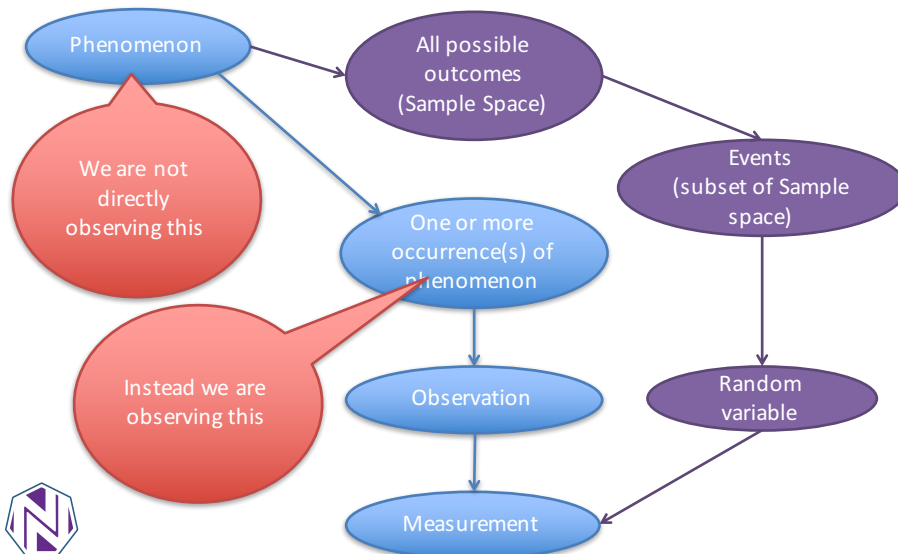 Phenomenon
All possible
outcomes
(Sample Space)
We are not
directly
observing this
Events
(subset of Sample
space)
One or more
occurrence(s) of
phenomenon
Instead we are
observing this
Observation
Random
variable
Measurement
N